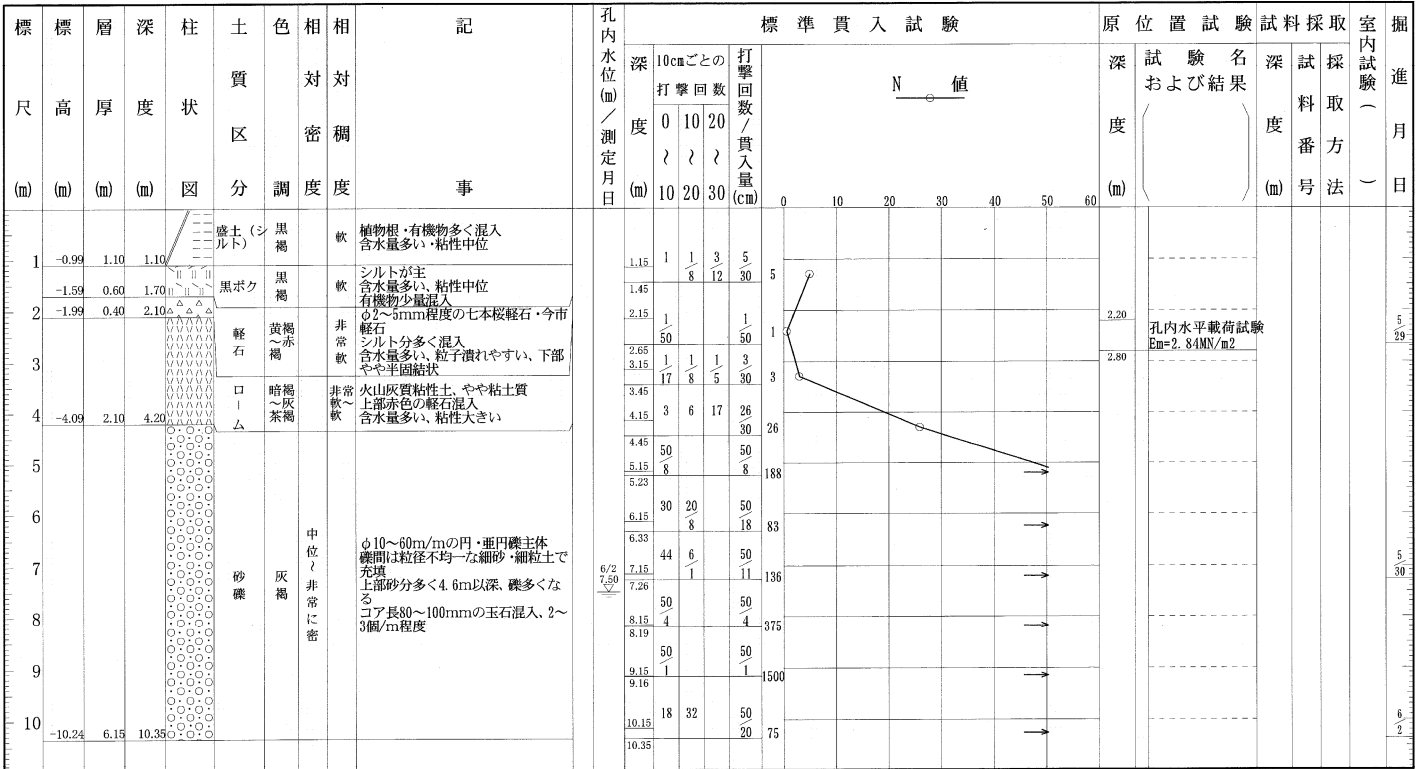 標尺(m)
標高(m)
層厚(m)
深度(m)
柱状図
土質区分
色調
相対密度
相対稠度
記事
孔内水位(m)／測定月日
標準貫入試験
深度(m)
10cmごとの
打撃回数
0～10
10～20
20～30
打撃回数/貫入量(cm)
N 値
0 10 20 30 40 50 60
原位置試験
深度(m)
試験名
および結果
試料採取
深度(m)
試料番号
採取方法
室内試験( )
掘進月日
1
2
3
4
5
6
7
8
9
10
-0.99 1.10 1.10
盛土（シ
ルト）
黒褐
軟
植物根・有機物多く混入
含水量多い・粘性中位
-1.59 0.60 1.70
黒ボク
黒褐
軟
シルトが主
含水量多い、粘性中位
有機物少量混入
-1.99 0.40 2.10
軽石
黄褐
～赤
褐
非常軟
φ2～5mm程度の七本桜軽石・今市
軽石
シルト分多く混入
含水量多い、粒子潰れやすい、下部
やや半固結状
-4.09 2.10 4.20
ローム
暗褐
～灰
茶褐
非常
軟～
軟
火山灰質粘性土、やや粘土質
上部赤色の軽石混入
含水量多い、粘性大きい
-10.24 6.15 10.35
砂礫
灰褐
中位～非常に密
φ10～60m/mの円・亜円礫主体
礫間は粒径不均一な細砂・細粒土で
充填
上部砂分多く4.6m以深、礫多くな
る
コア長80～100mmの玉石混入、2～
3個/m程度
6/2
7.50
1.15 1 1/8 3/12 5/30 5
1.45
2.15 1/50 1/50 1
2.65
3.15 1/17 1/8 1/5 3/30 3
3.45
4.15 3 6 17 26/30 26
4.45
5.15 50/8 50/8 188
5.23
6.15 30 20/8 50/18 83
6.33
7.15 44 6/1 50/11 136
7.26
8.15 50/4 50/4 375
8.19
9.15 50/1 50/1 1500
9.16
10.15 18 32 50/20 75
10.35
2.20
孔内水平載荷試験
Em=2.84MN/m2
2.80
5/29
5/30
6/2